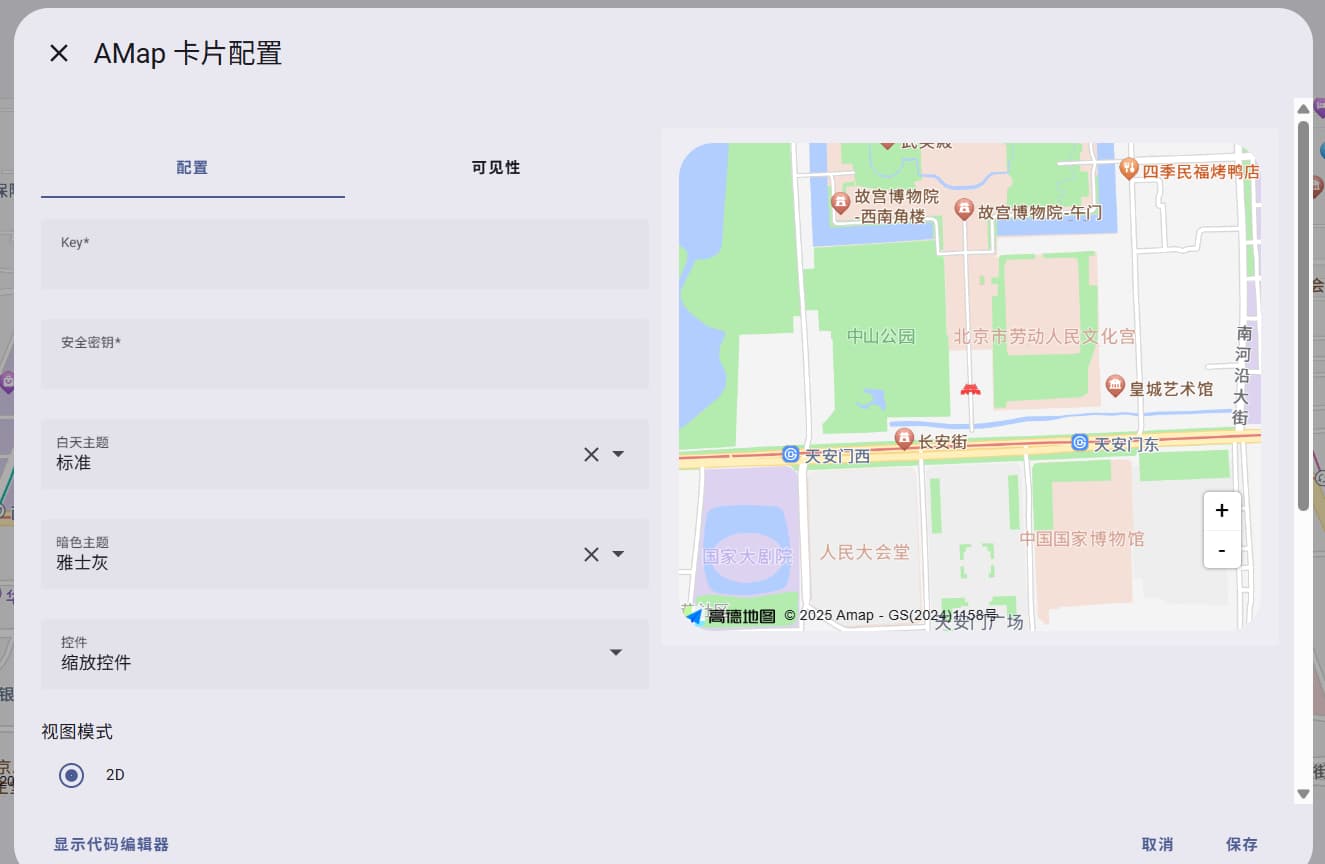 AMap 卡片配置
配置
可见性
Key*
安全密钥*
白天主题
标准
暗色主题
雅士灰
控件
缩放控件
视图模式
2D
显示代码编辑器
取消
保存
武英殿
四季民福烤鸭店
故宫博物院
-西南角楼
故宫博物院-午门
中山公园
北京市劳动人民文化宫
南河沿大街
皇城艺术馆
长安街
天安门西
天安门东
+
-
国家大剧院
人民大会堂
中国国家博物馆
高德地图
© 2025 Amap - GS(2024)1158号
天安门广场